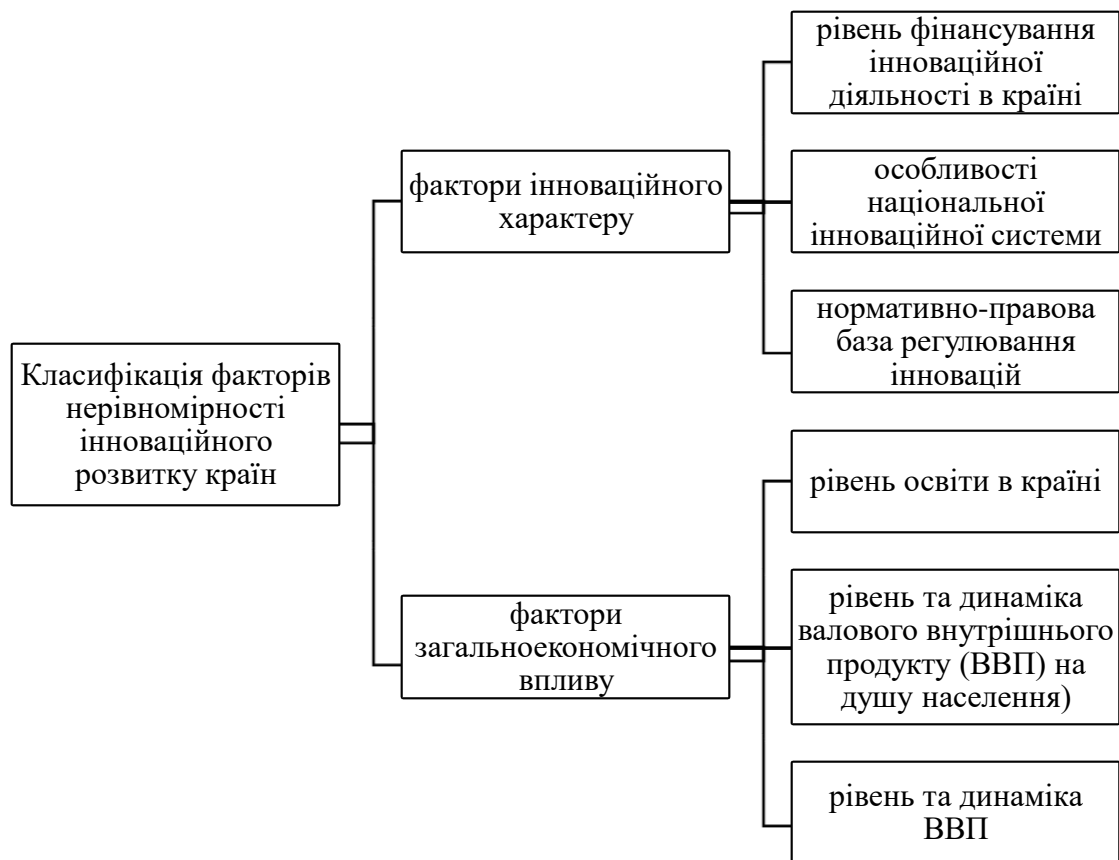 Класифікація факторів
нерівномірності
інноваційного
розвитку країн
фактори інноваційного
характеру
рівень фінансування
інноваційної
діяльності в країні
особливості
національної
інноваційної системи
нормативно-правова
база регулювання
інновацій
фактори
загальноекономічного
впливу
рівень освіти в країні
рівень та динаміка
валового внутрішнього
продукту (ВВП) на
душу населення)
рівень та динаміка
ВВП